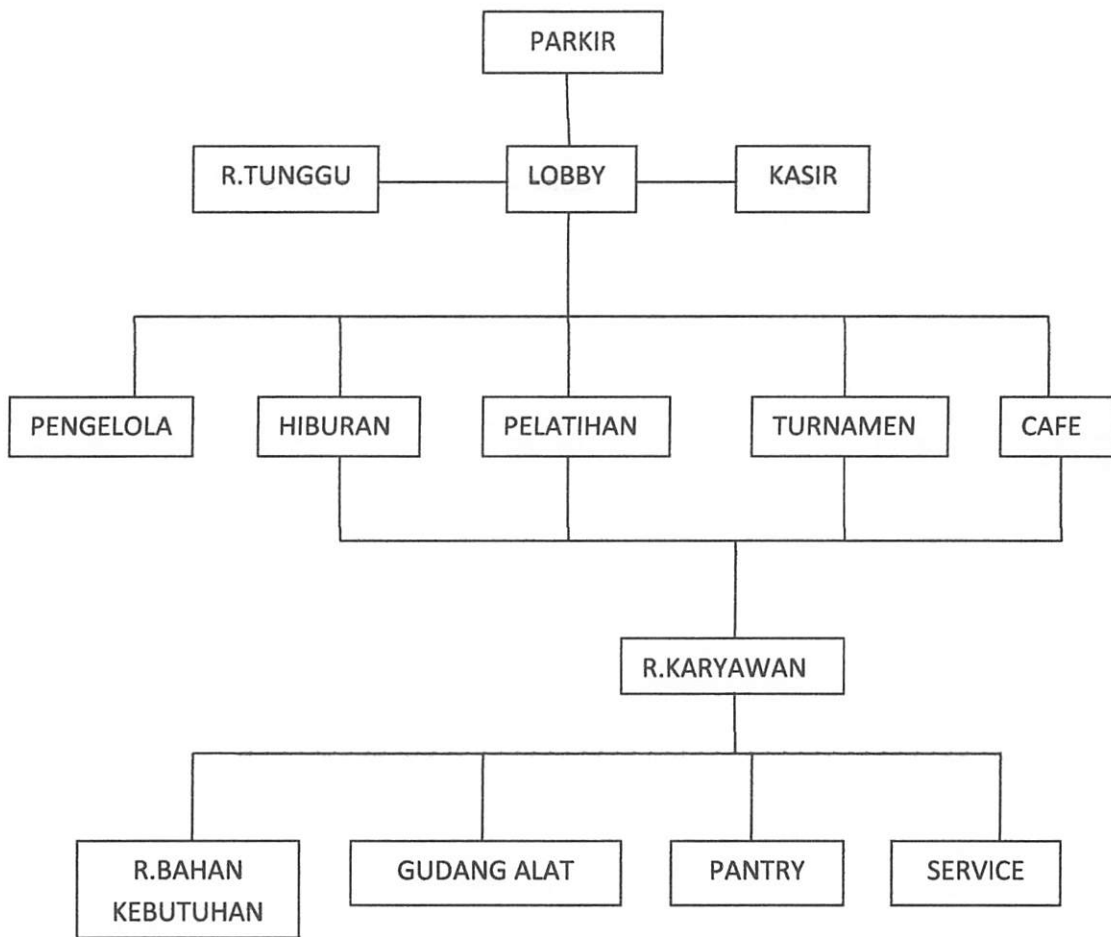 PARKIR
R.TUNGGU
LOBBY
KASIR
PENGELOLA
HIBURAN
PELATIHAN
TURNAMEN
CAFE
R.KARYAWAN
R.BAHAN
KEBUTUHAN
GUDANG ALAT
PANTRY
SERVICE